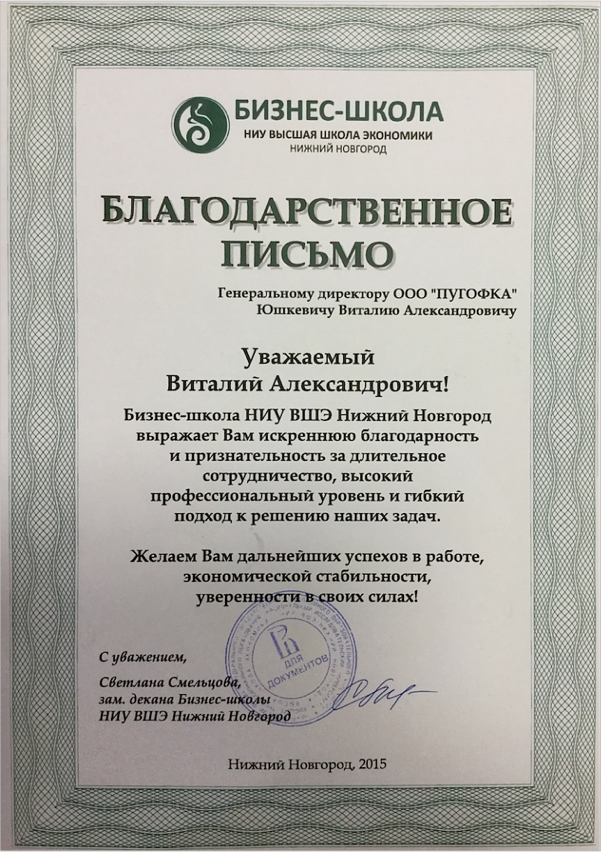 БИЗНЕС-ШКОЛА
НИУ ВЫСШАЯ ШКОЛА ЭКОНОМИКИ
НИЖНИЙ НОВГОРОД
БЛАГОДАРСТВЕННОЕ
ПИСЬМО
Генеральному директору ООО "ПУГОФКА"
Юшкевичу Виталию Александровичу
Уважаемый
Виталий Александрович!
Бизнес-школа НИУ ВШЭ Нижний Новгород
выражает Вам искреннюю благодарность
и признательность за длительное
сотрудничество, высокий
профессиональный уровень и гибкий
подход к решению наших задач.
Желаем Вам дальнейших успехов в работе,
экономической стабильности,
уверенности в своих силах!
ДЛЯ
ДОКУМЕНТОВ
С уважением,
Светлана Смельцова,
зам. декана Бизнес-школы
НИУ ВШЭ Нижний Новгород
Нижний Новгород, 2015